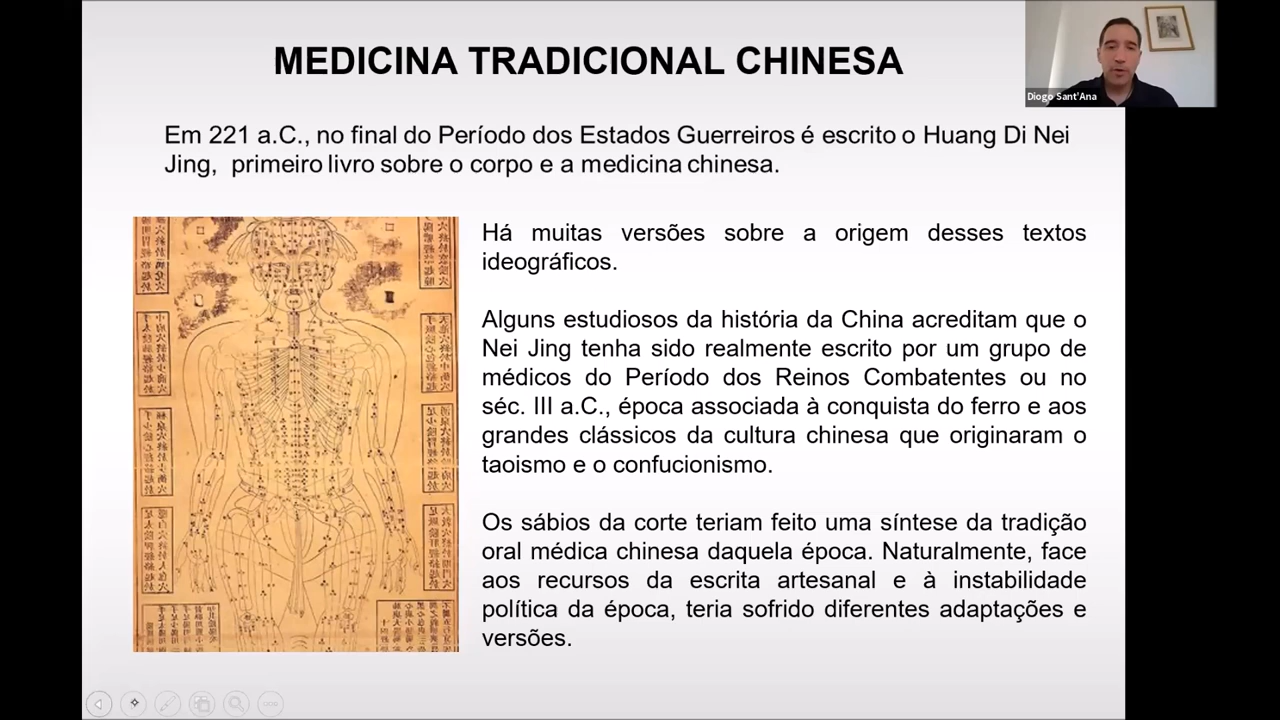 MEDICINA TRADICIONAL CHINESA
Diogo Sant'Ana
Em 221 a.C., no final do Período dos Estados Guerreiros é escrito o Huang Di Nei
Jing, primeiro livro sobre o corpo e a medicina chinesa.
Há muitas versões sobre a origem desses textos
ideográficos.
Alguns estudiosos da história da China acreditam que o
Nei Jing tenha sido realmente escrito por um grupo de
médicos do Período dos Reinos Combatentes ou no
séc. III a.C., época associada à conquista do ferro e aos
grandes clássicos da cultura chinesa que originaram o
taoismo e o confucionismo.
Os sábios da corte teriam feito uma síntese da tradição
oral médica chinesa daquela época. Naturalmente, face
aos recursos da escrita artesanal e à instabilidade
política da época, teria sofrido diferentes adaptações e
versões.